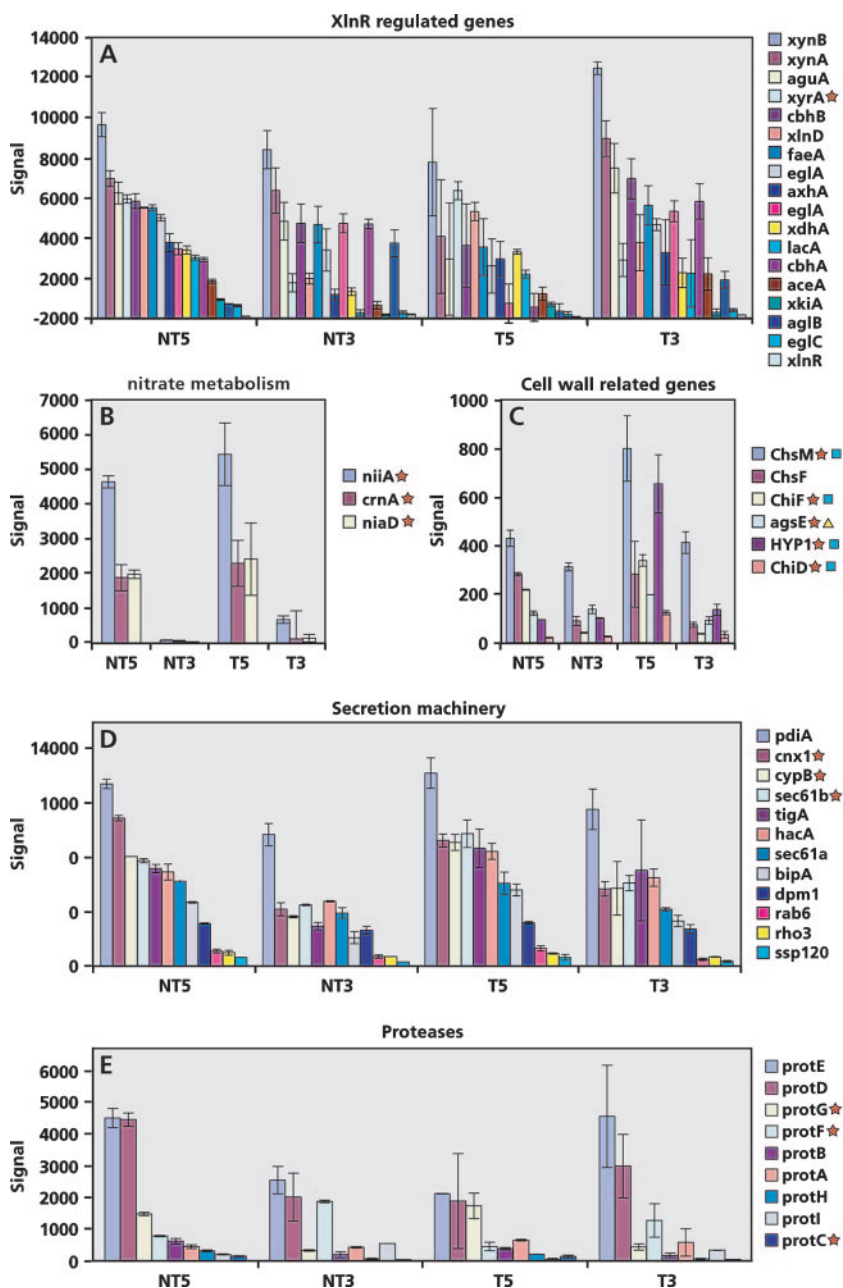 XlnR regulated genes
A
Signal
14000
12000
10000
8000
6000
4000
2000
-2000
NT5 NT3 T5 T3
xynB
xynA
aguA
xyrA
cbhB
xlnD
faeA
eglA
axhA
eglA
xdhA
lacA
cbhA
aceA
xkiA
aglB
eglC
xlnR
nitrate metabolism
B
Signal
7000
6000
5000
4000
3000
2000
1000
0
NT5 NT3 T5 T3
niiA
crnA
niaD
Cell wall related genes
C
Signal
1000
800
600
400
200
0
NT5 NT3 T5 T3
ChsM
ChsF
ChiF
agsE
HYP1
ChiD
Secretion machinery
D
Signal
14000
1000
0
0
0
NT5 NT3 T5 T3
pdiA
cnx1
cypB
sec61b
tigA
hacA
sec61a
bipA
dpm1
rab6
rho3
ssp120
Proteases
E
Signal
6000
5000
4000
3000
2000
1000
0
NT5 NT3 T5 T3
protE
protD
protG
protF
protB
protA
protH
protI
protC